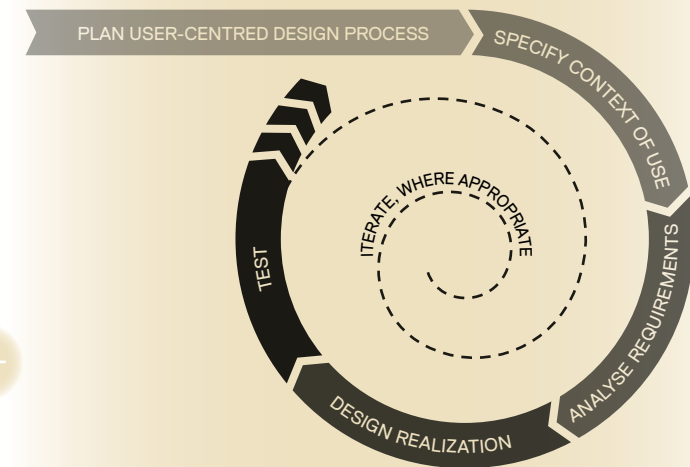 PLAN USER-CENTRED DESIGN PROCESS
SPECIFY CONTEXT OF USE
ANALYSE REQUIREMENTS
DESIGN REALIZATION
TEST
ITERATE, WHERE APPROPRIATE